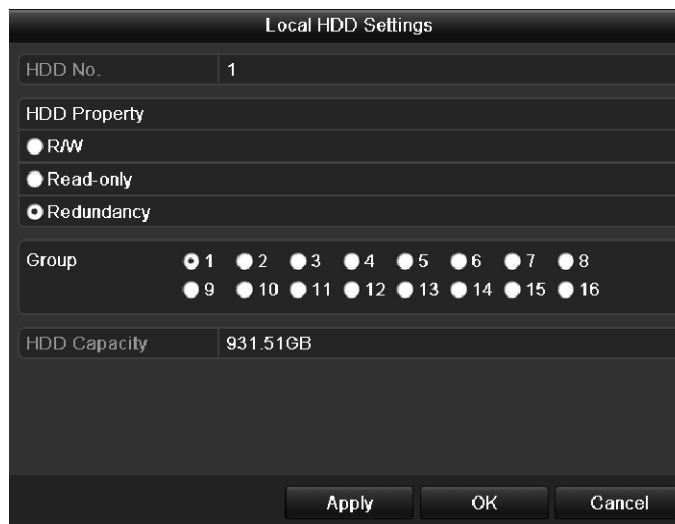 Local HDD Settings
HDD No. 1
HDD Property
R/W
Read-only
Redundancy
Group 1 2 3 4 5 6 7 8
9 10 11 12 13 14 15 16
HDD Capacity 931.51GB
Apply OK Cancel